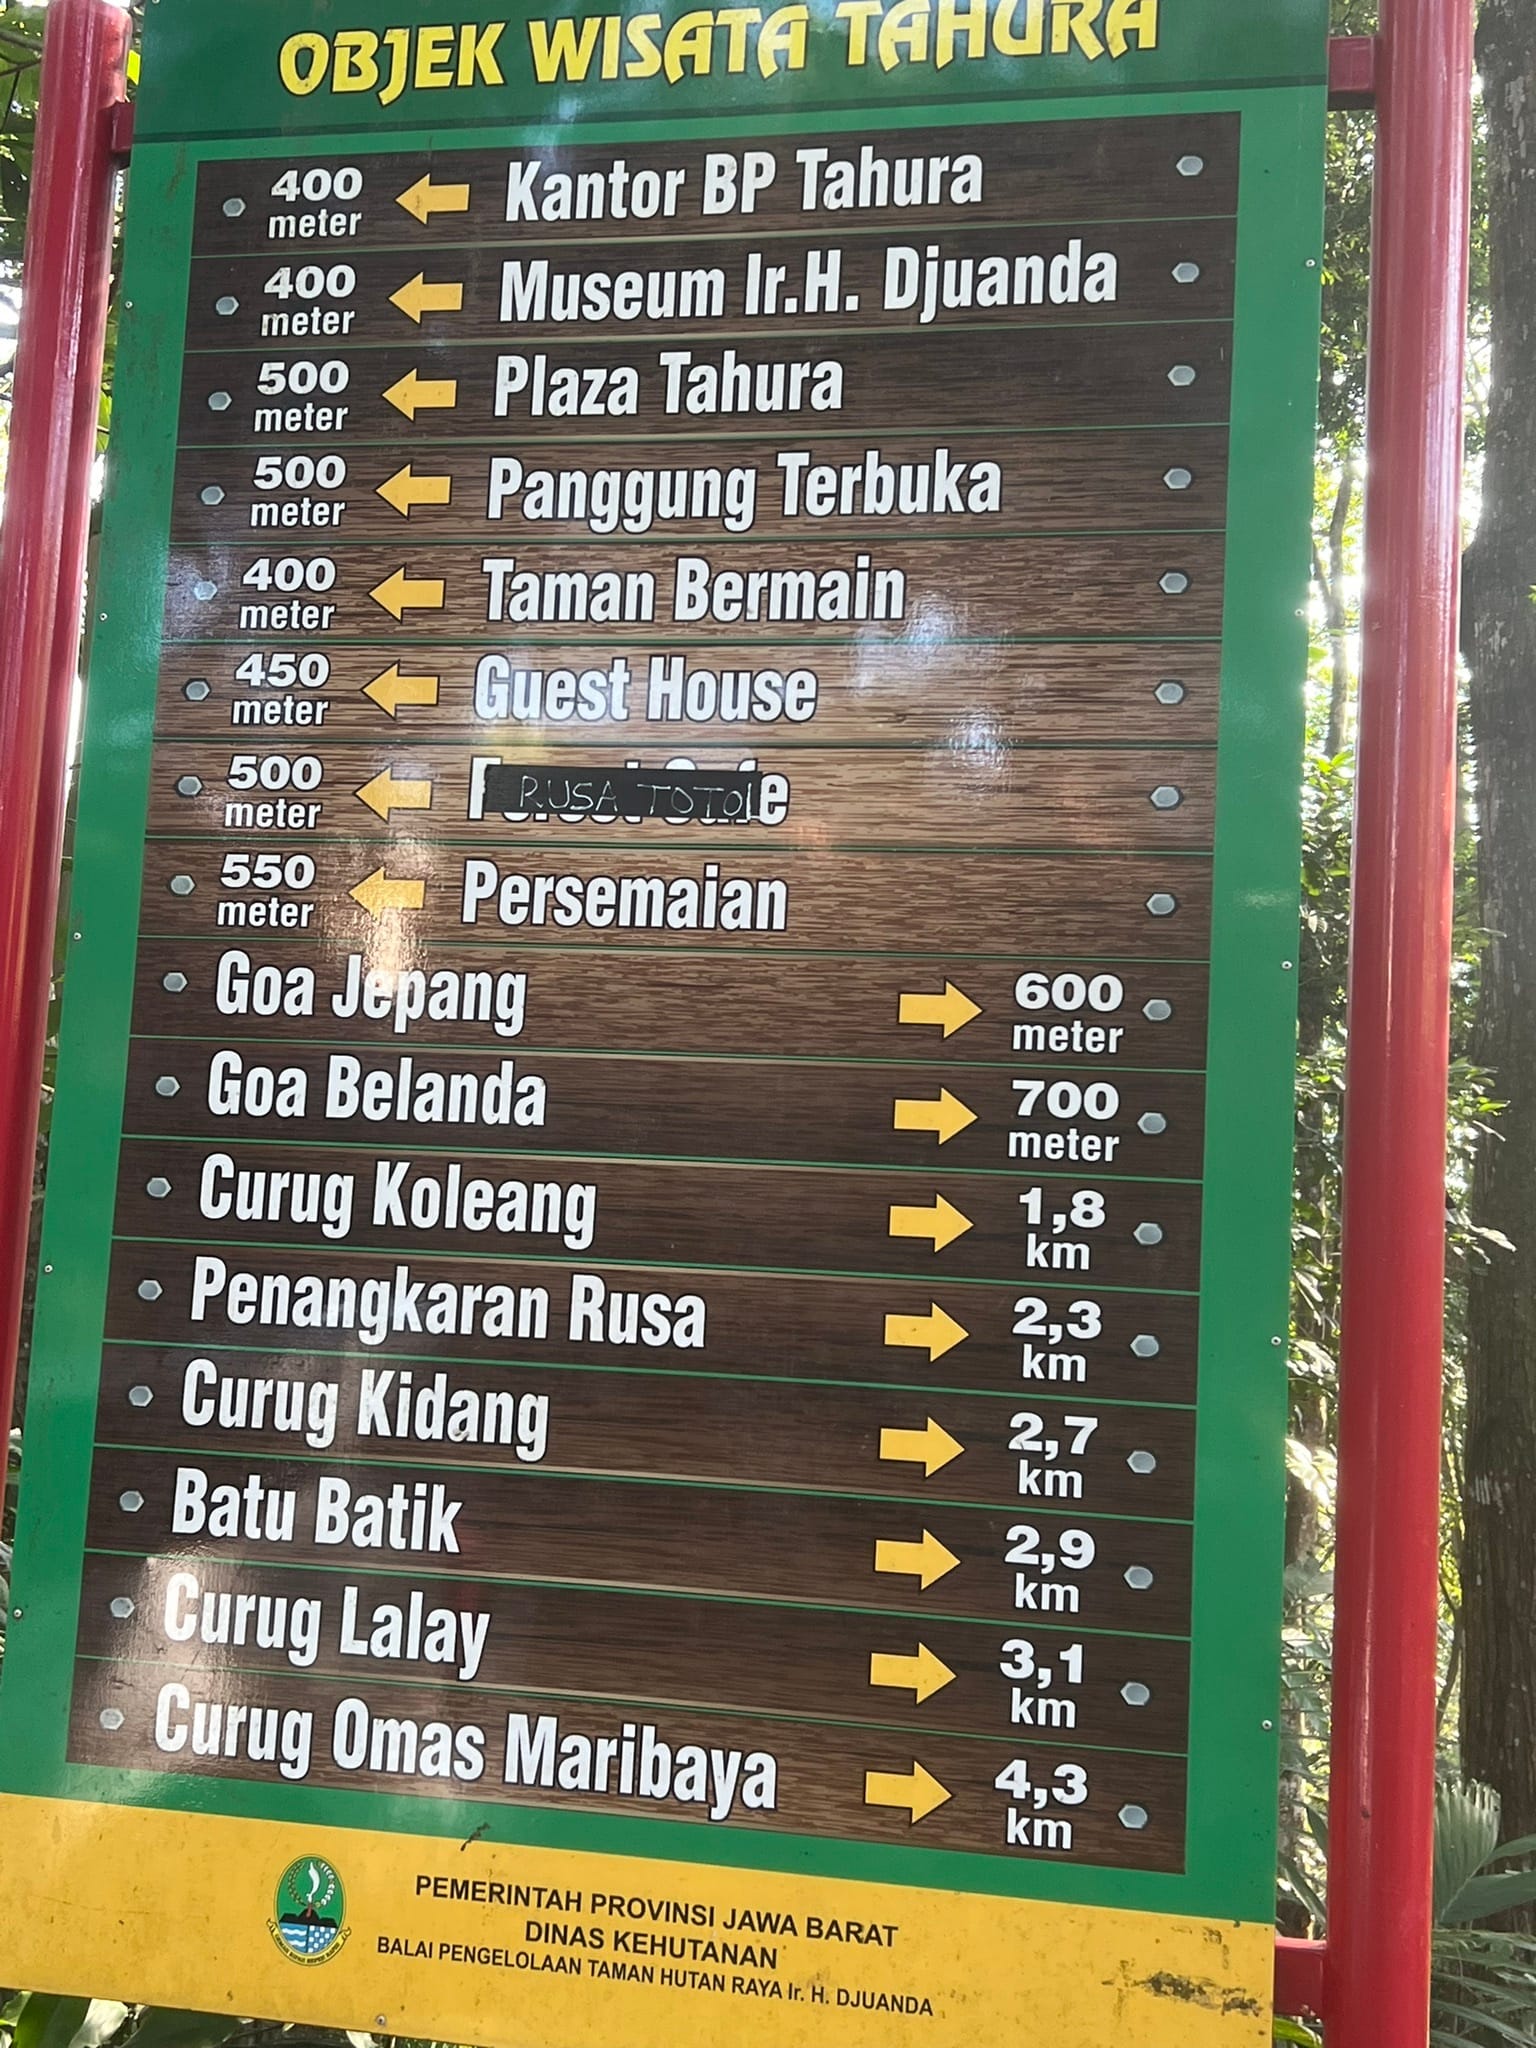 OBJEK WISATA TAHURA
400 meter Kantor BP Tahura
400 meter Museum Ir.H. Djuanda
500 meter Plaza Tahura
500 meter Panggung Terbuka
400 meter Taman Bermain
450 meter Guest House
500 meter RUSA TOTOL
550 meter Persemaian
Goa Jepang 600 meter
Goa Belanda 700 meter
Curug Koleang 1,8 km
Penangkaran Rusa 2,3 km
Curug Kidang 2,7 km
Batu Batik 2,9 km
Curug Lalay 3,1 km
Curug Omas Maribaya 4,3 km
PEMERINTAH PROVINSI JAWA BARAT
DINAS KEHUTANAN
BALAI PENGELOLAAN TAMAN HUTAN RAYA Ir. H. DJUANDA